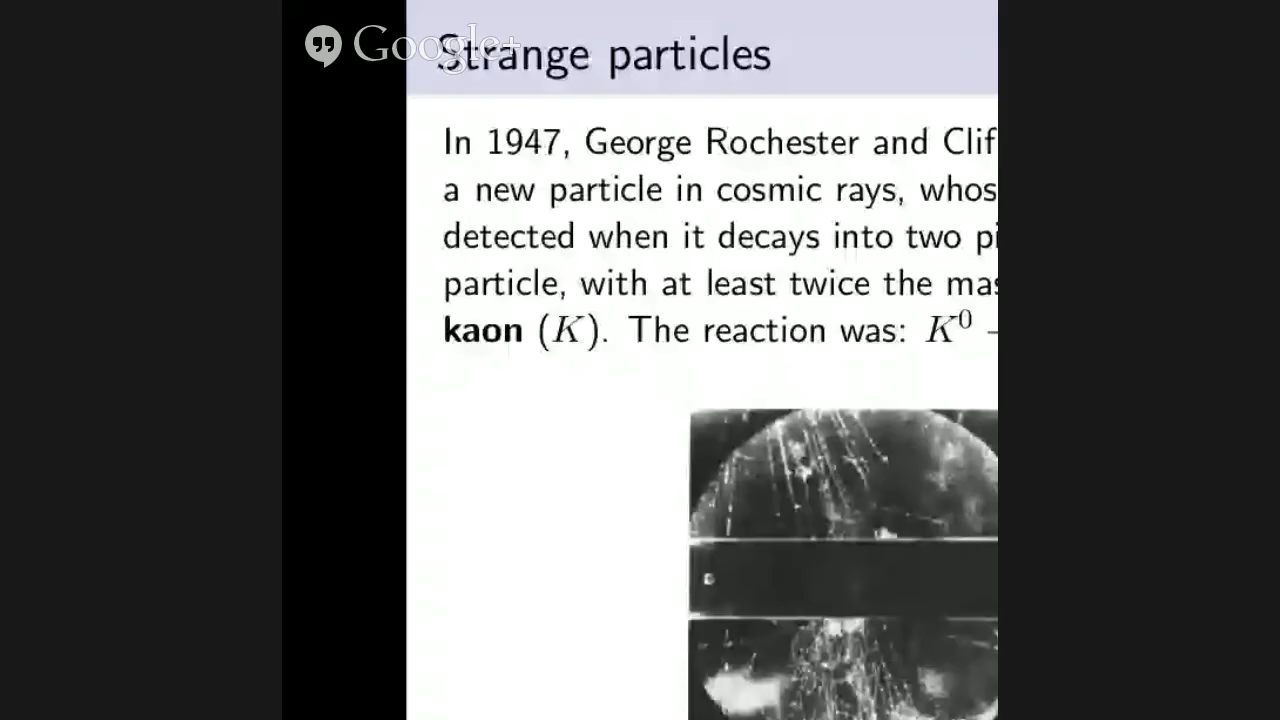 Google+
Strange particles
In 1947, George Rochester and Clif
a new particle in cosmic rays, whos
detected when it decays into two pi
particle, with at least twice the mas
kaon (K). The reaction was: K⁰ –